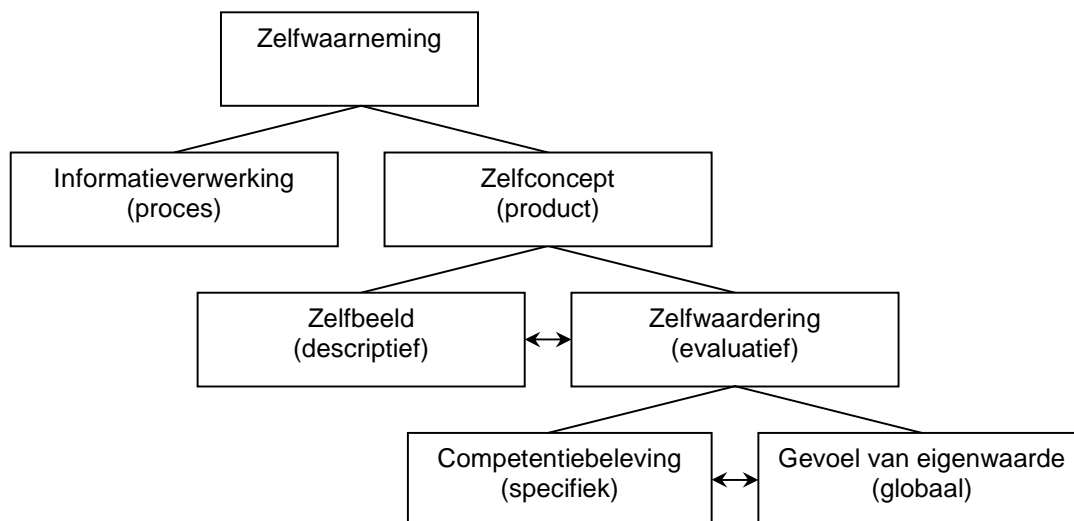 Zelfwaarneming
Informatieverwerking
(proces)
Zelfconcept
(product)
Zelfbeeld
(descriptief)
Zelfwaardering
(evaluatief)
Competentiebeleving
(specifiek)
Gevoel van eigenwaarde
(globaal)